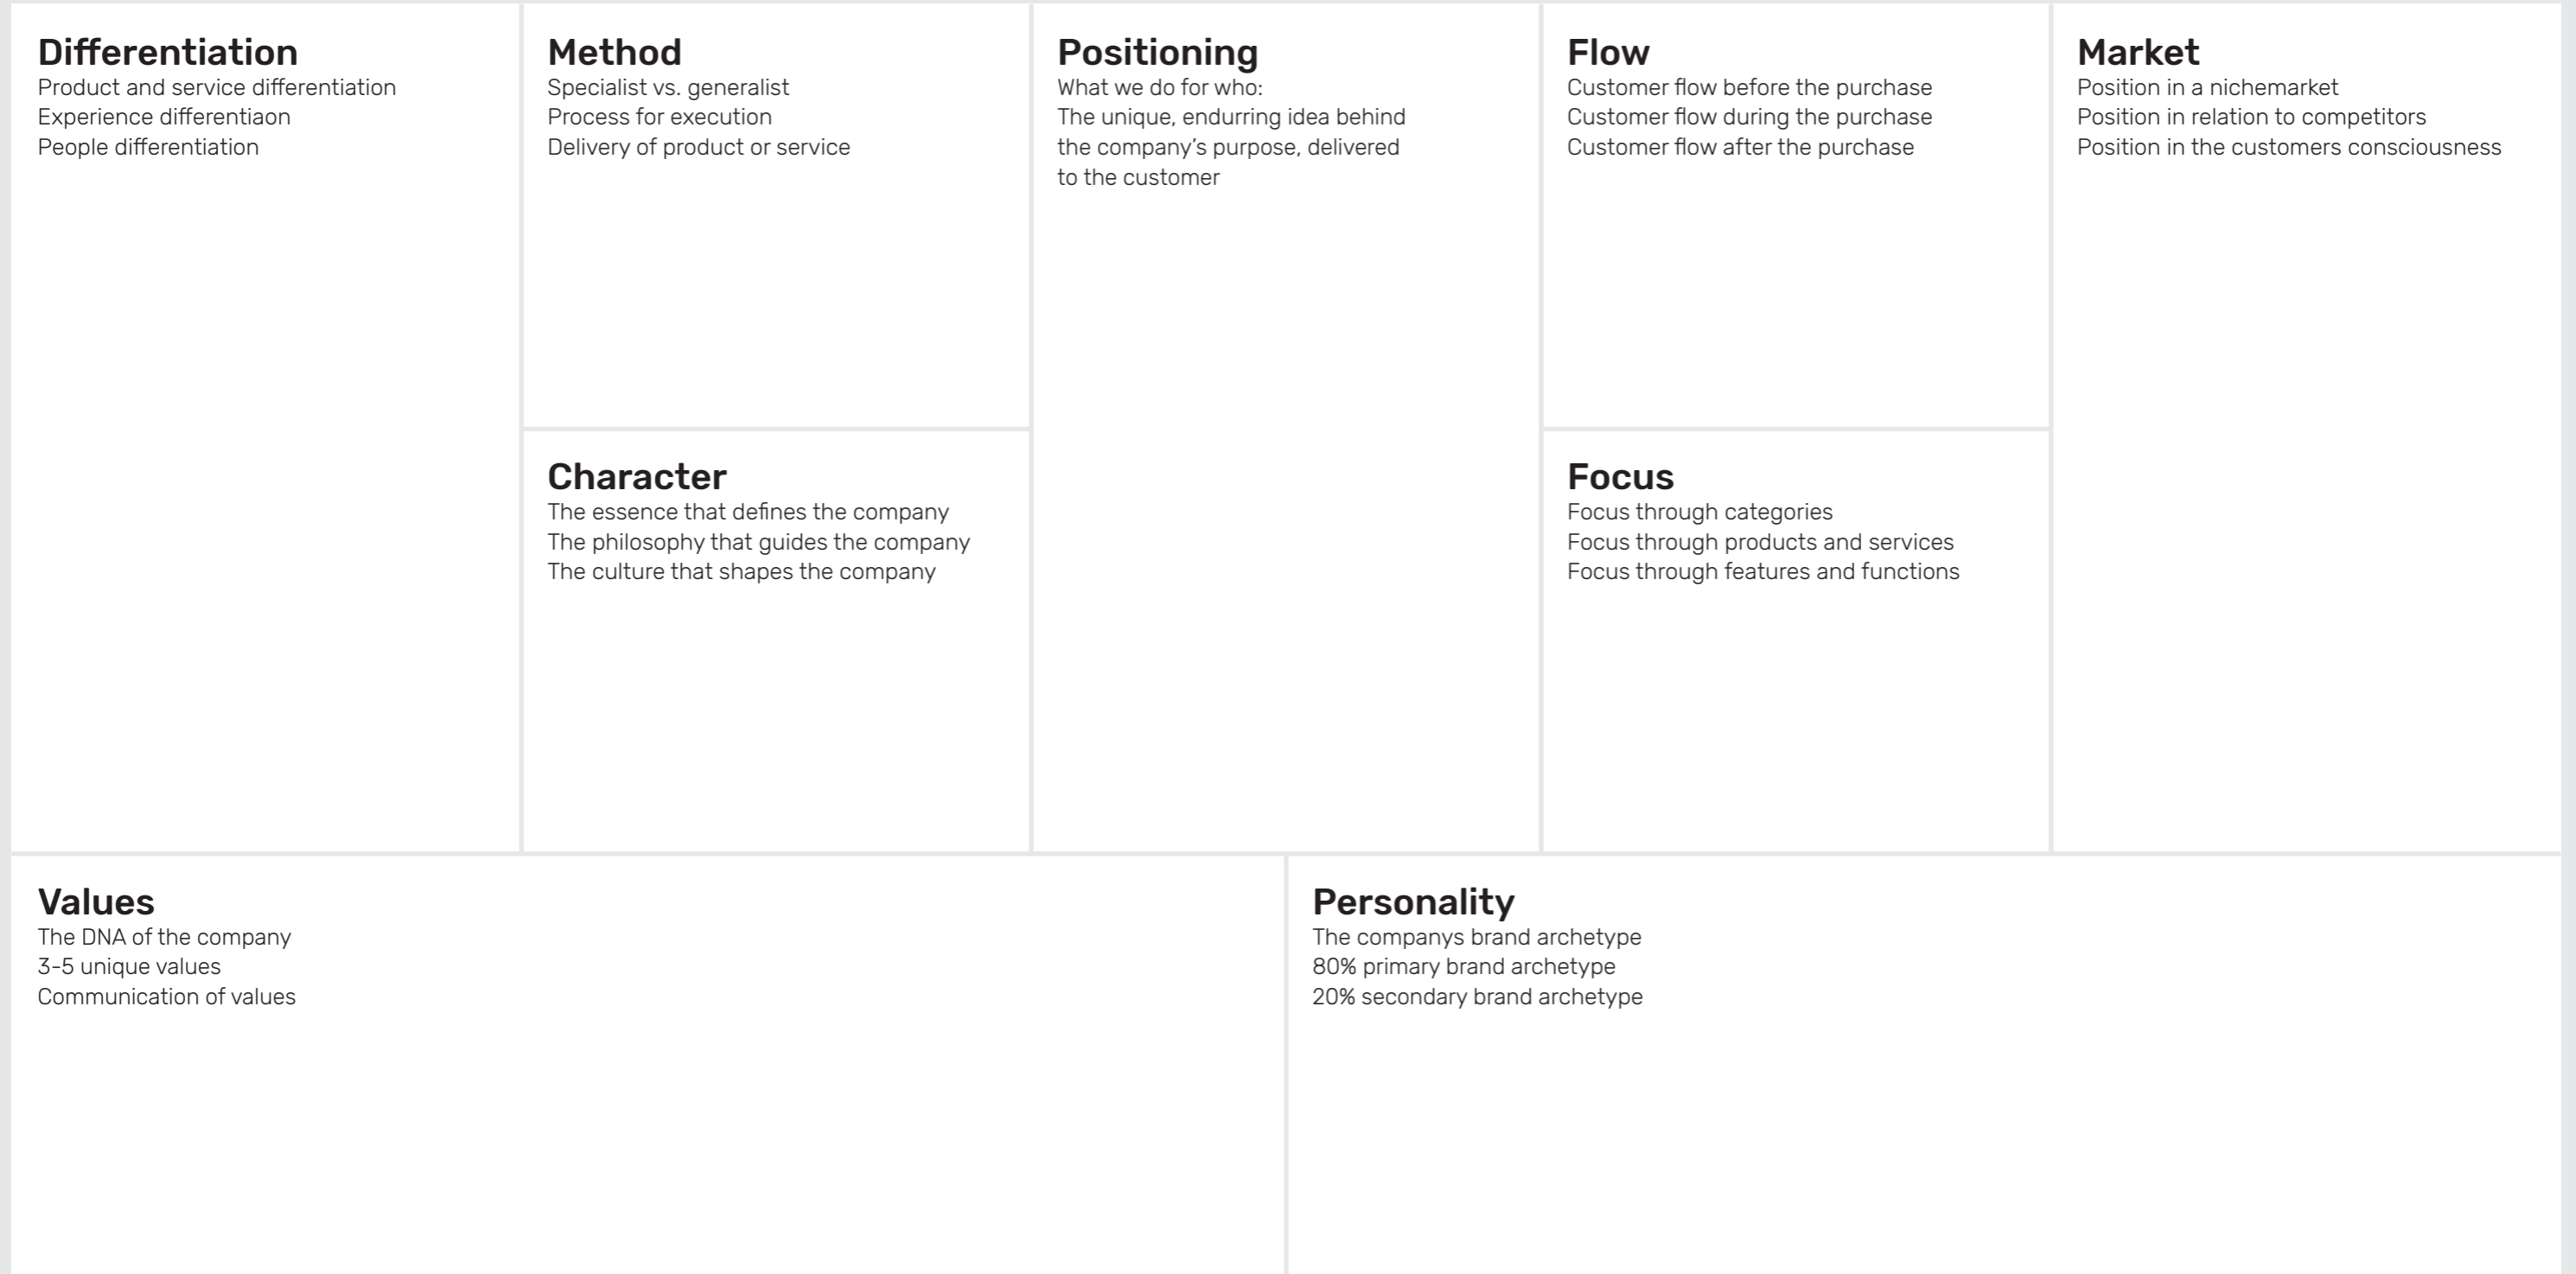 Differentiation
Product and service differentiation
Experience differentiaon
People differentiation
Method
Specialist vs. generalist
Process for execution
Delivery of product or service
Character
The essence that defines the company
The philosophy that guides the company
The culture that shapes the company
Positioning
What we do for who:
The unique, endurring idea behind
the company’s purpose, delivered
to the customer
Flow
Customer flow before the purchase
Customer flow during the purchase
Customer flow after the purchase
Focus
Focus through categories
Focus through products and services
Focus through features and functions
Market
Position in a nichemarket
Position in relation to competitors
Position in the customers consciousness
Values
The DNA of the company
3-5 unique values
Communication of values
Personality
The companys brand archetype
80% primary brand archetype
20% secondary brand archetype